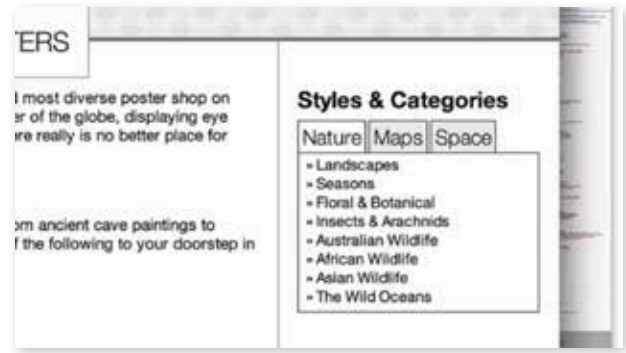 TERS
l most diverse poster shop on
er of the globe, displaying eye
ere really is no better place for
om ancient cave paintings to
f the following to your doorstep in
Styles & Categories
Nature Maps Space
» Landscapes
» Seasons
» Floral & Botanical
» Insects & Arachnids
» Australian Wildlife
» African Wildlife
» Asian Wildlife
» The Wild Oceans